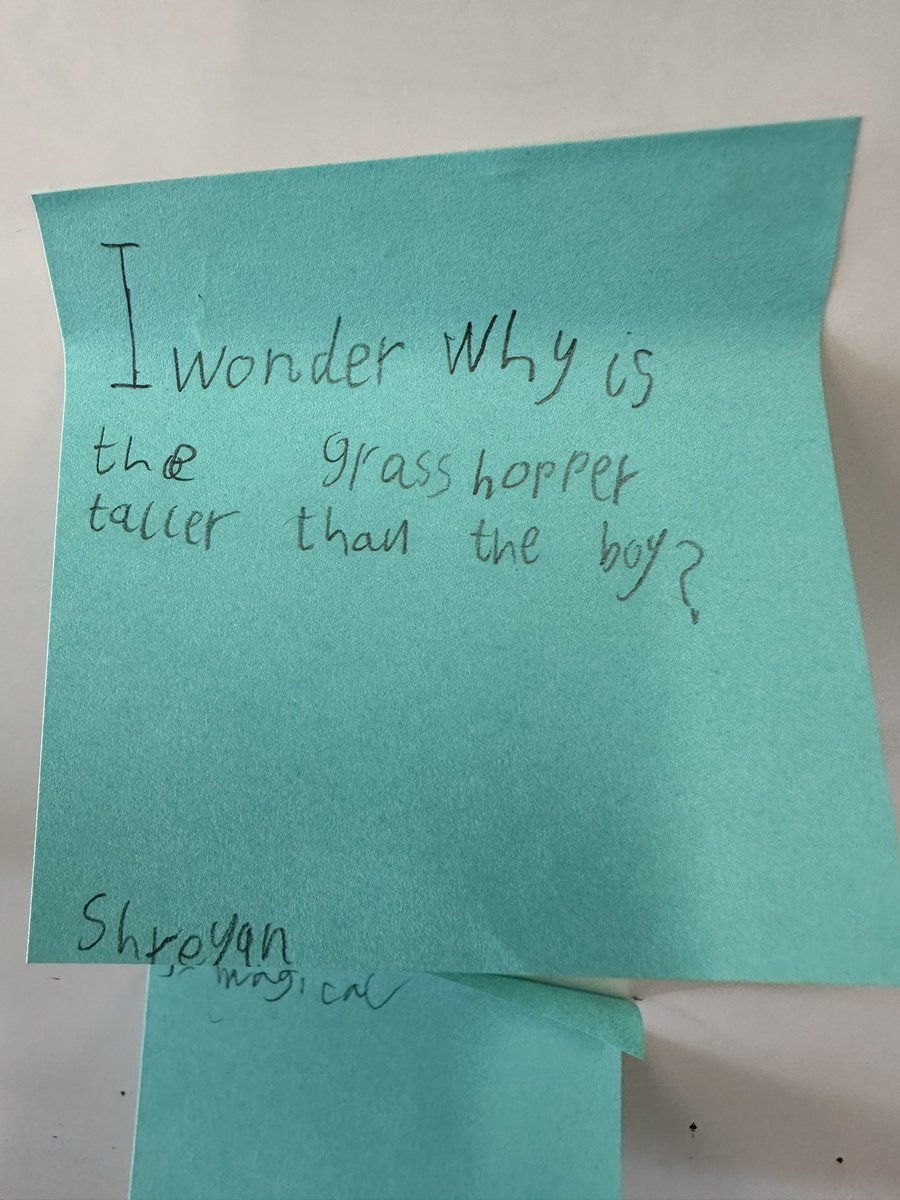 I wonder Why is
the grasshopper
taller than the boy?
Shreyan
magical